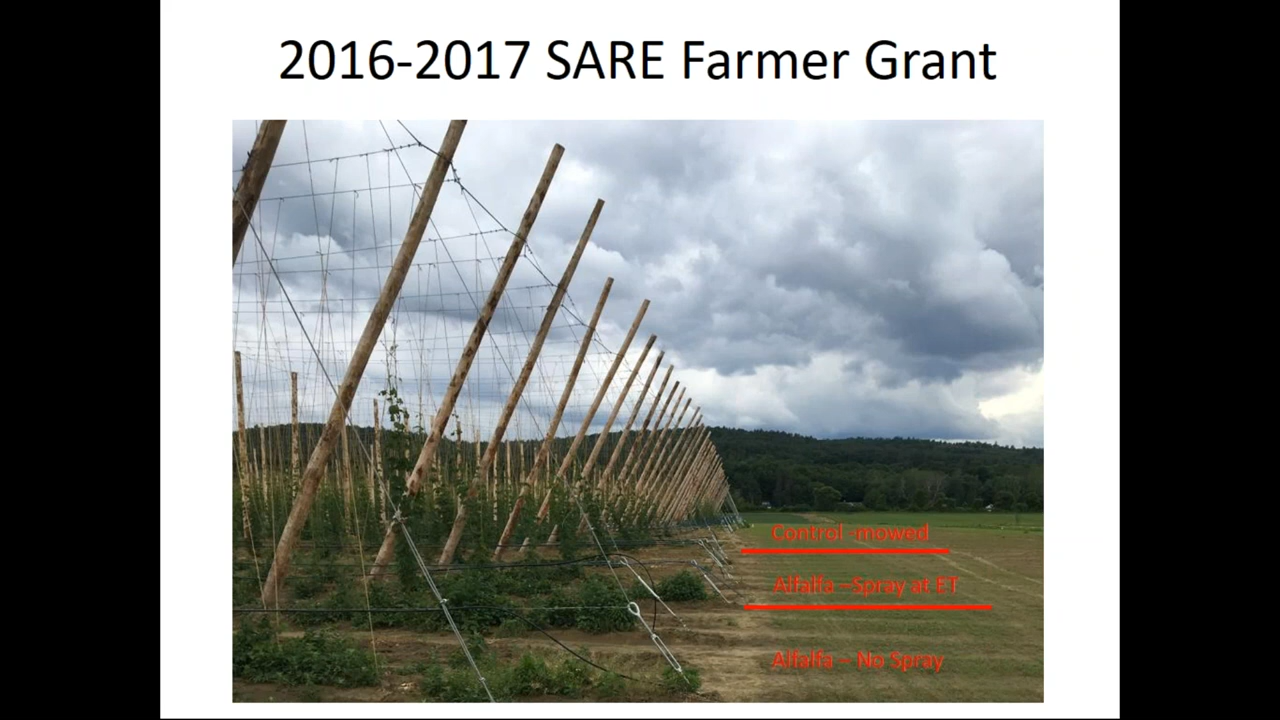 2016-2017 SARE Farmer Grant
Control -mowed
Alfalfa –Spray at ET
Alfalfa – No Spray